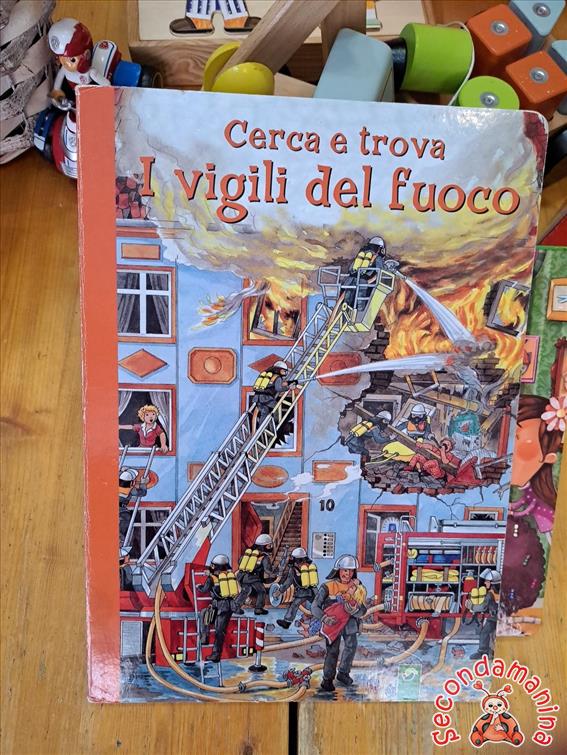 Cerca e trova
I vigili del fuoco
10
Secondamanina